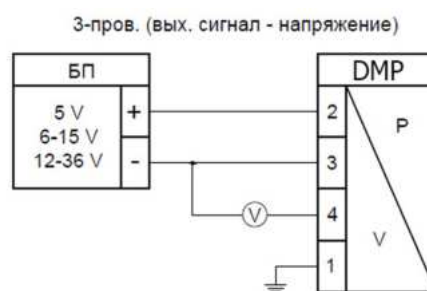 3-пров. (вых. сигнал - напряжение)
БП
DMP
5 V
6-15 V
12-36 V
+
-
2
3
4
1
P
V
V